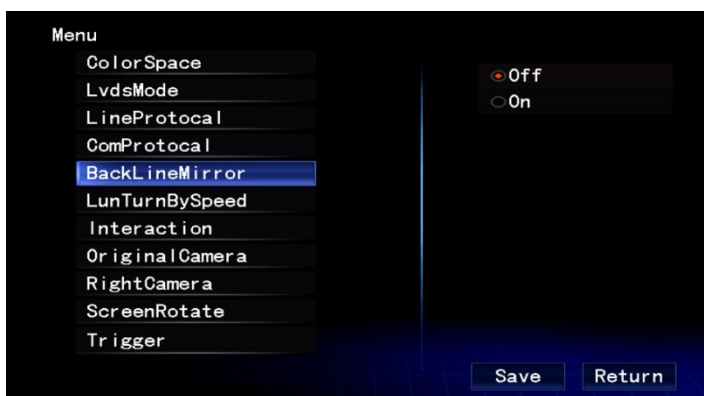 Menu
ColorSpace
LvdsMode
LineProtocal
ComProtocal
BackLineMirror
LunTurnBySpeed
Interaction
OriginalCamera
RightCamera
ScreenRotate
Trigger
Off
On
Save Return